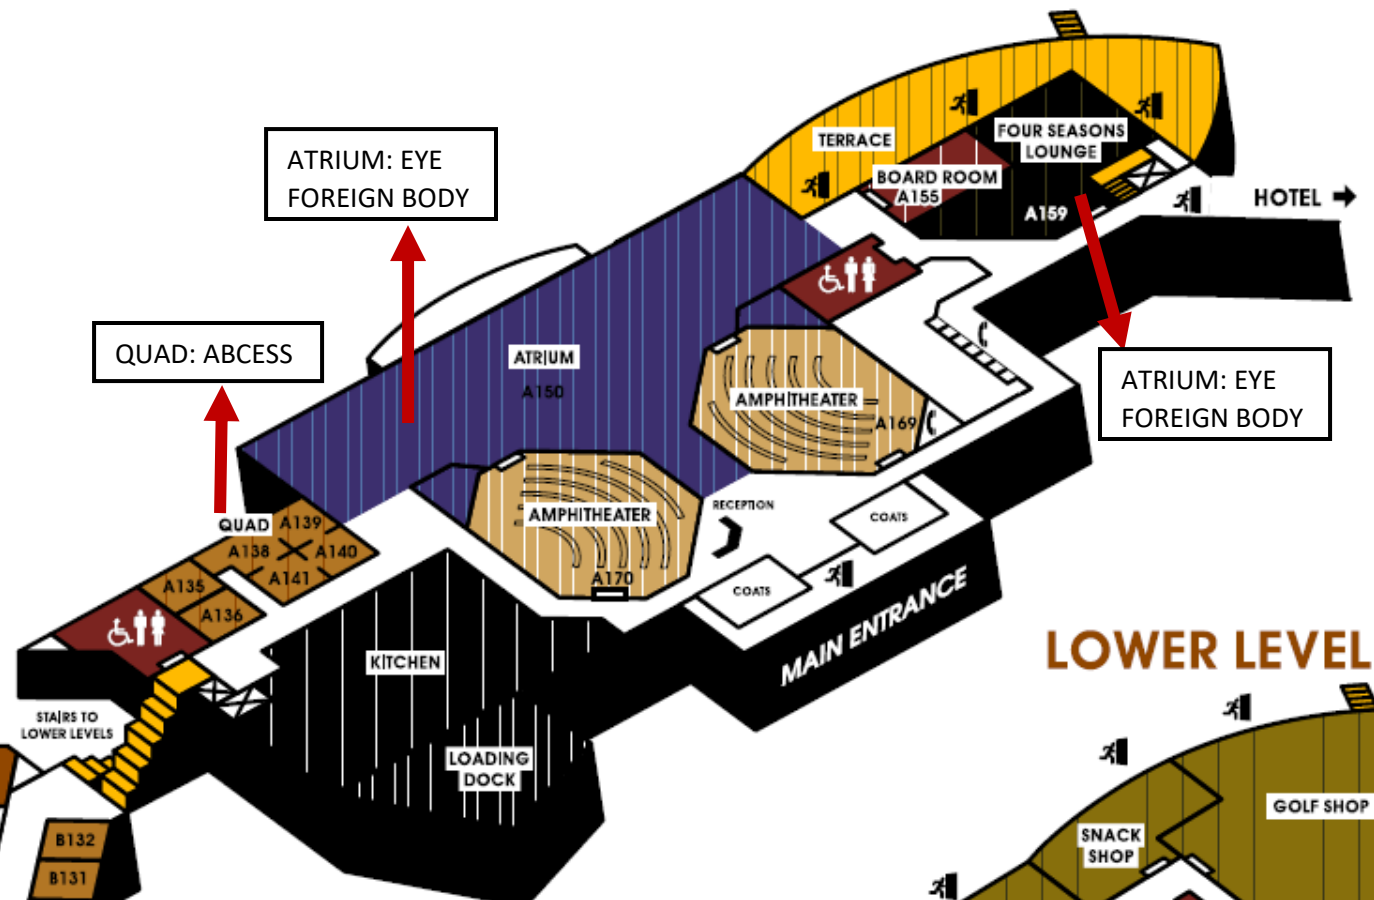 ATRIUM: EYE
FOREIGN BODY
TERRACE
FOUR SEASONS
LOUNGE
BOARD ROOM
A155
A159
HOTEL
QUAD: ABCESS
ATRIUM
A150
AMPHITHEATER
A169
ATRIUM: EYE
FOREIGN BODY
AMPHITHEATER
A170
RECEPTION
COATS
COATS
MAIN ENTRANCE
QUAD
A139
A138
A140
A141
A135
A136
KITCHEN
LOADING
DOCK
STAIRS TO
LOWER LEVELS
B132
B131
LOWER LEVEL
GOLF SHOP
SNACK
SHOP